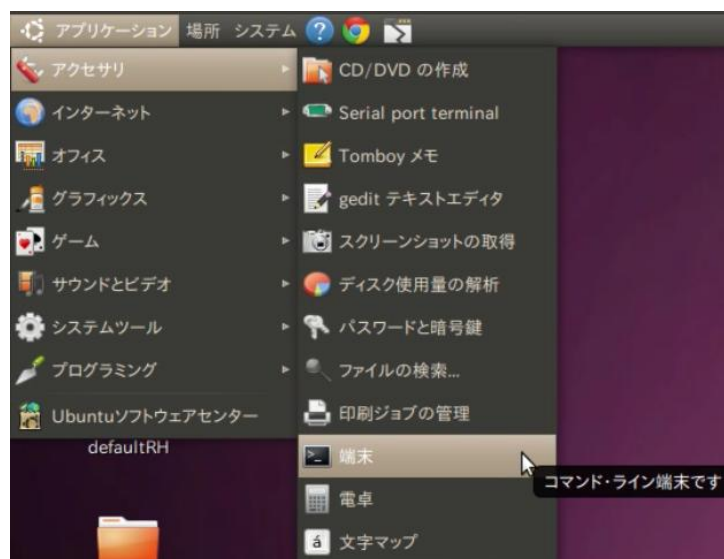 アプリケーション 場所 システム
アクセサリ
インターネット
オフィス
グラフィックス
ゲーム
サウンドとビデオ
システムツール
プログラミング
Ubuntuソフトウェアセンター
defaultRH
CD/DVD の作成
Serial port terminal
Tomboy メモ
gedit テキストエディタ
スクリーンショットの取得
ディスク使用量の解析
パスワードと暗号鍵
ファイルの検索...
印刷ジョブの管理
端末
電卓
文字マップ
コマンド・ライン端末です